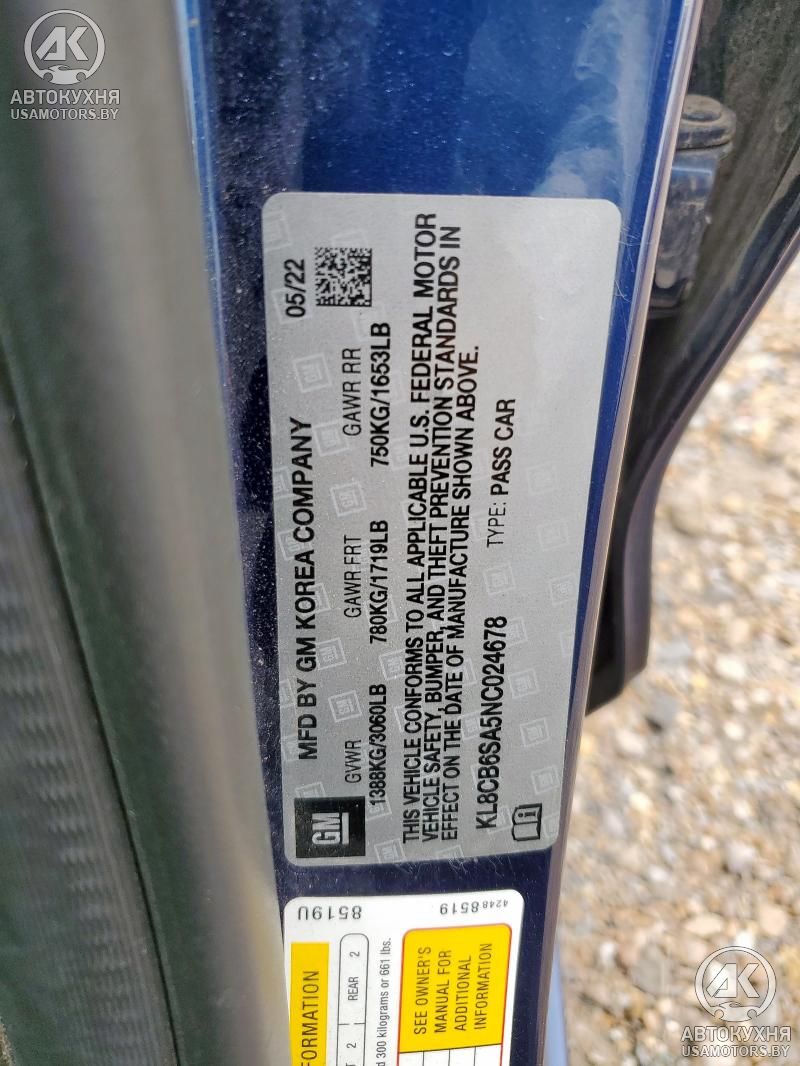 AK
АВТОКУХНЯ
USAMOTORS.BY
MFD BY GM KOREA COMPANY 05/22
GVWR GAWR FRT GAWR RR
1388KG/3060LB 780KG/1719LB 750KG/1653LB
THIS VEHICLE CONFORMS TO ALL APPLICABLE U.S. FEDERAL MOTOR
VEHICLE SAFETY, BUMPER, AND THEFT PREVENTION STANDARDS IN
EFFECT ON THE DATE OF MANUFACTURE SHOWN ABOVE.
KL8CB6SA5NC024678 TYPE: PASS CAR
GM
8519U
4248 8519
REAR 2
2
300 kilograms or 661 lbs.
SEE OWNER'S
MANUAL FOR
ADDITIONAL
INFORMATION
AK
АВТОКУХНЯ
USAMOTORS.BY